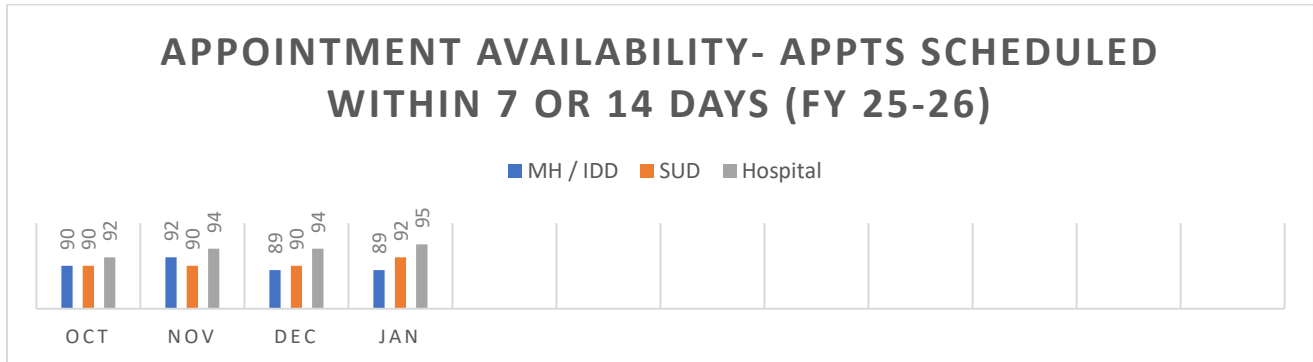 APPOINTMENT AVAILABILITY- APPTS SCHEDULED
WITHIN 7 OR 14 DAYS (FY 25-26)
MH / IDD SUD Hospital
90 90 92 92 90 94 89 90 94 89 92 95
OCT NOV DEC JAN